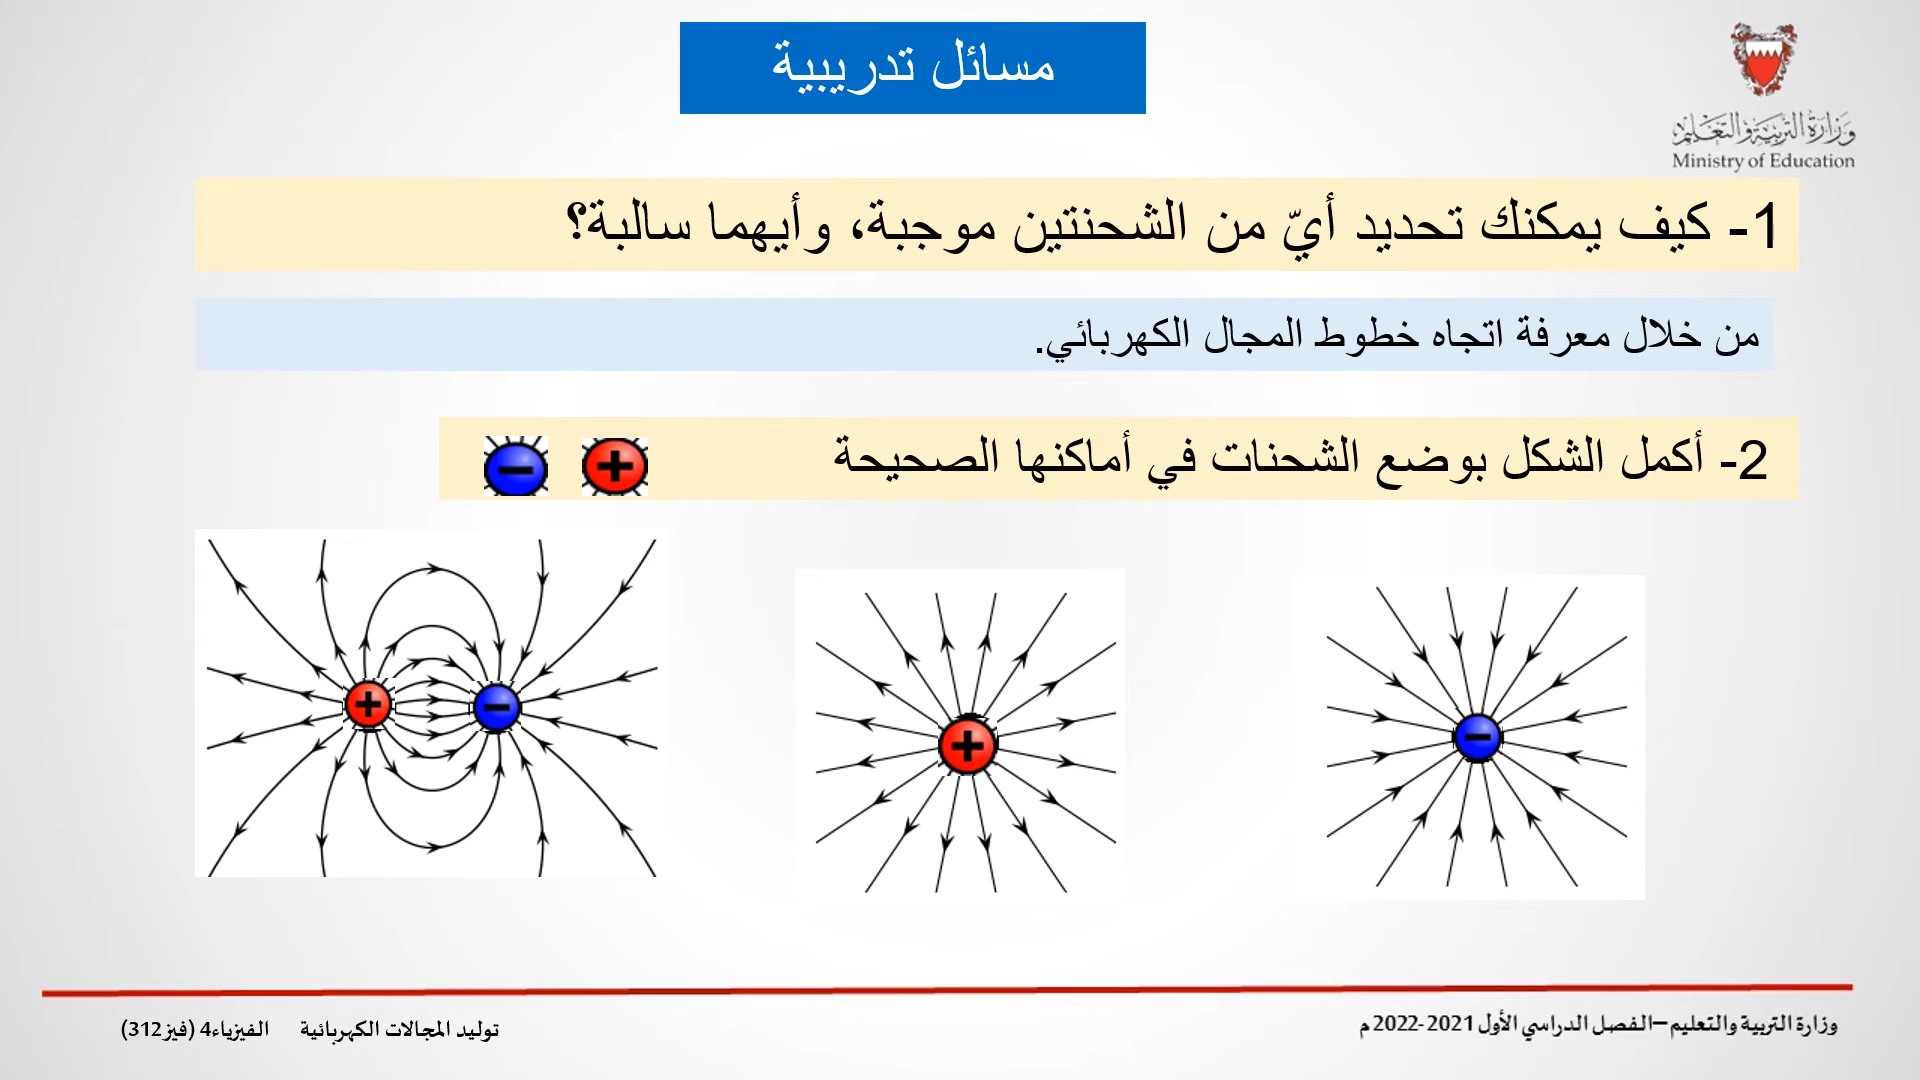 مسائل تدريبية
وزارة التربية والتعليم
Ministry of Education
1- كيف يمكنك تحديد أيّ من الشحنتين موجبة، وأيهما سالبة؟
من خلال معرفة اتجاه خطوط المجال الكهربائي.
2- أكمل الشكل بوضع الشحنات في أماكنها الصحيحة
+ −
+ −
+
−
وزارة التربية والتعليم –الفصل الدراسي الأول 2021-2022 م
توليد المجالات الكهربائية الفيزياء4 (فيز312)